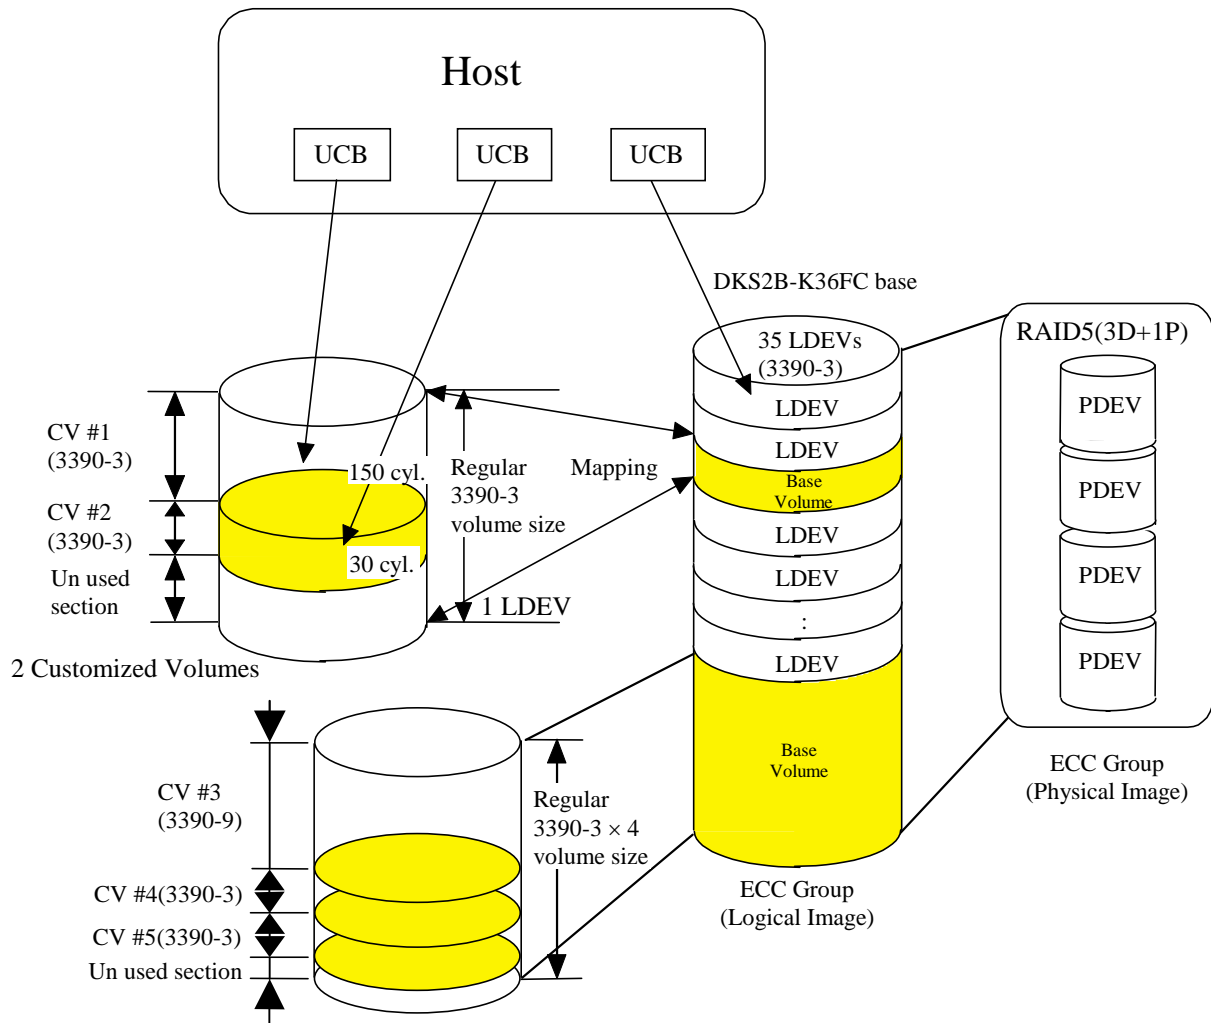 Host
UCB
UCB
UCB
DKS2B-K36FC base
35 LDEVs
(3390-3)
LDEV
LDEV
Base
Volume
LDEV
LDEV
:
LDEV
Base
Volume
ECC Group
(Logical Image)
RAID5(3D+1P)
PDEV
PDEV
PDEV
PDEV
ECC Group
(Physical Image)
CV #1
(3390-3)
CV #2
(3390-3)
Un used
section
150 cyl.
30 cyl.
Regular
3390-3
volume size
Mapping
1 LDEV
2 Customized Volumes
CV #3
(3390-9)
CV #4(3390-3)
CV #5(3390-3)
Un used section
Regular
3390-3 × 4
volume size